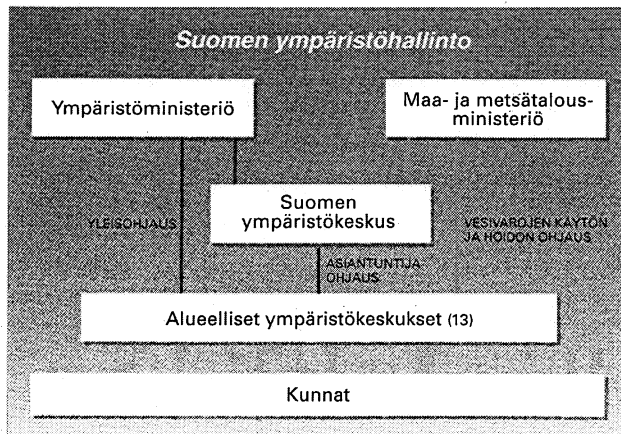 Suomen ympäristöhallinto
Ympäristöministeriö
Maa- ja metsätalous-
ministeriö
Suomen
ympäristökeskus
YLEISOHJAUS
VESIVAROJEN KÄYTÖN
JA HOIDON OHJAUS
ASIANTUNTIJA
OHJAUS
Alueelliset ympäristökeskukset (13)
Kunnat